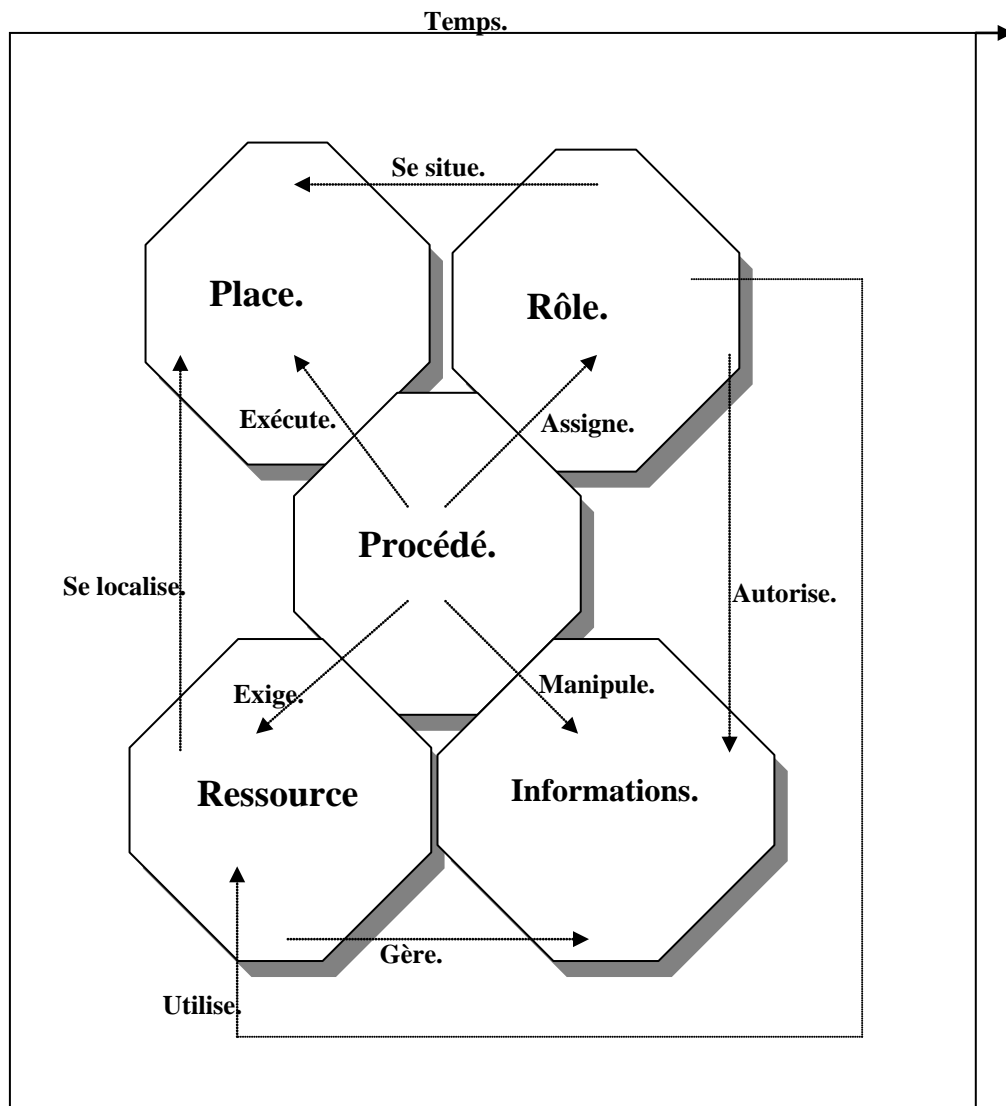 Temps.
Se situe.
Place.
Rôle.
Exécute.
Assigne.
Procédé.
Se localise.
Autorise.
Exige.
Manipule.
Ressource
Informations.
Gère.
Utilise.